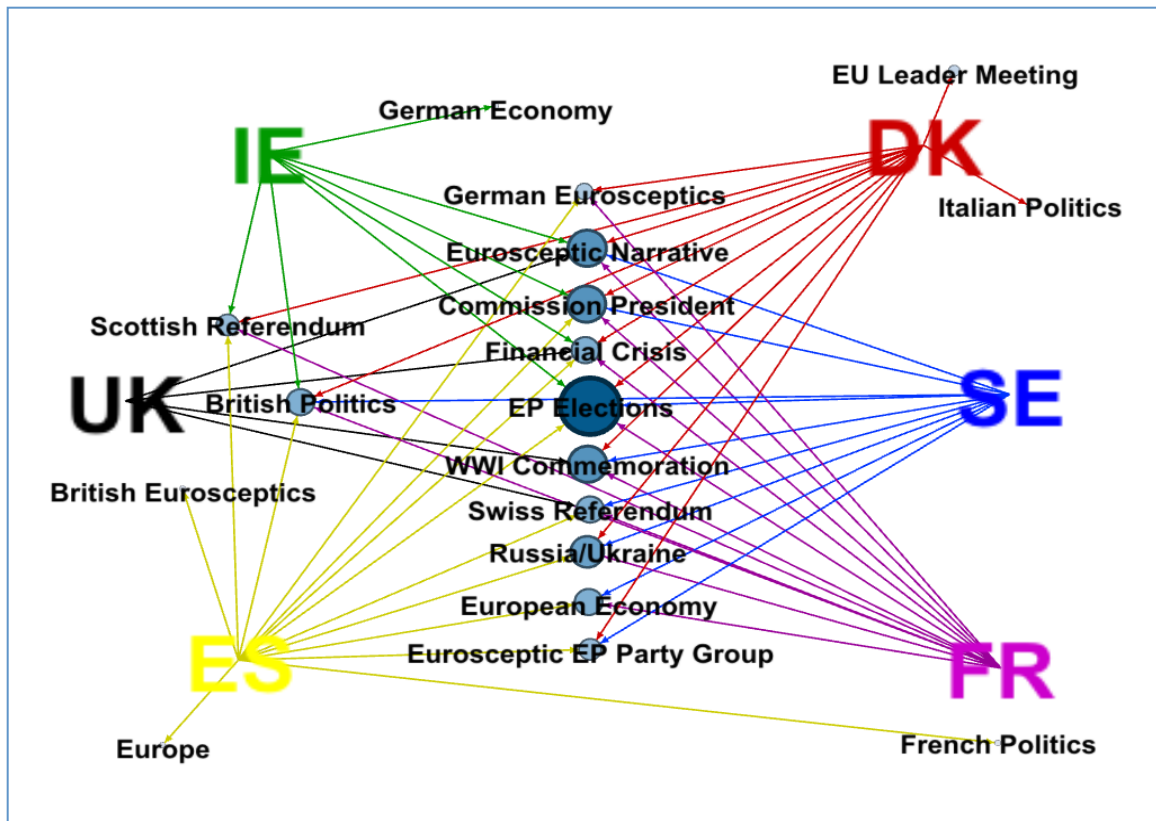 EU Leader Meeting
German Economy
IE
DK
German Eurosceptics
Italian Politics
Eurosceptic Narrative
Commission President
Scottish Referendum
Financial Crisis
UK
British Politics
EP Elections
SE
WWI Commemoration
British Eurosceptics
Swiss Referendum
Russia/Ukraine
European Economy
Eurosceptic EP Party Group
ES
FR
Europe
French Politics